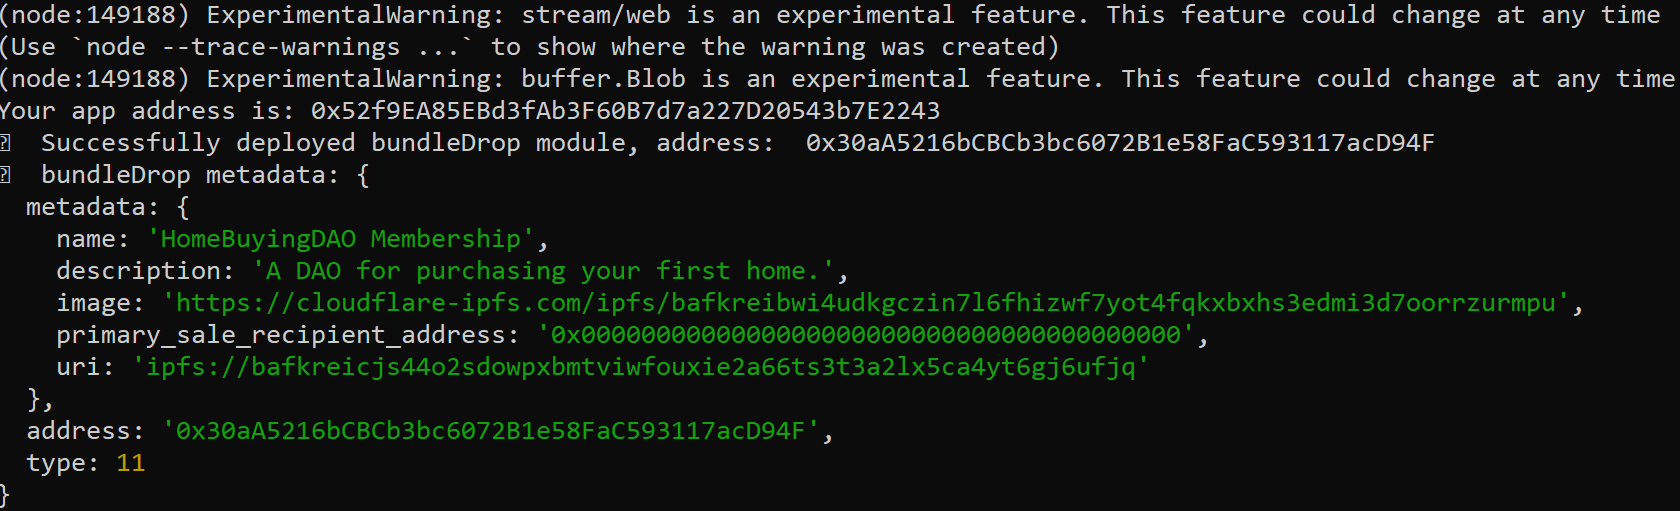 (node:149188) ExperimentalWarning: stream/web is an experimental feature. This feature could change at any time
(Use `node --trace-warnings ...` to show where the warning was created)
(node:149188) ExperimentalWarning: buffer.Blob is an experimental feature. This feature could change at any time
Your app address is: 0x52f9EA85EBd3fAb3F60B7d7a227D20543b7E2243
Successfully deployed bundleDrop module, address:  0x30aA5216bCBCb3bc6072B1e58FaC593117acD94F
bundleDrop metadata: {
  metadata: {
    name: 'HomeBuyingDAO Membership',
    description: 'A DAO for purchasing your first home.',
    image: 'https://cloudflare-ipfs.com/ipfs/bafkreibwi4udkgczin7l6fhizwf7yot4fqkxbxhs3edmi3d7oorrzurmpu',
    primary_sale_recipient_address: '0x0000000000000000000000000000000000000000',
    uri: 'ipfs://bafkreicjs44o2sdowpxbmtviwfouxie2a66ts3t3a2lx5ca4yt6gj6ufjq'
  },
  address: '0x30aA5216bCBCb3bc6072B1e58FaC593117acD94F',
  type: 11
}